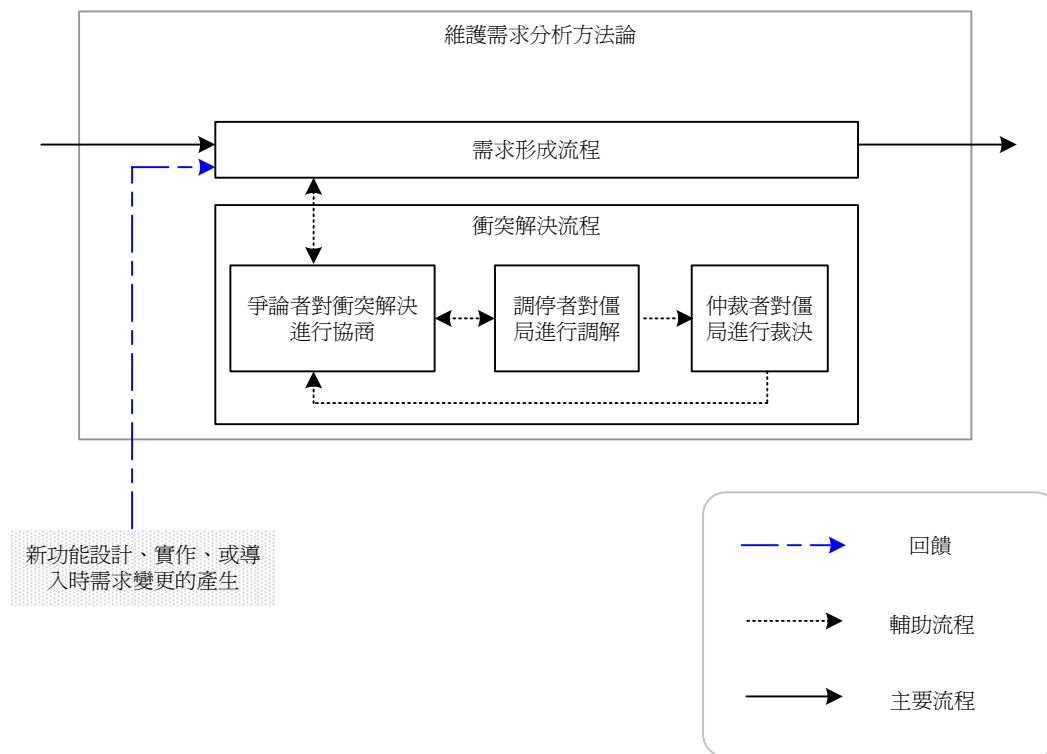 維護需求分析方法論
需求形成流程
衝突解決流程
爭論者對衝突解決
進行協商
調停者對僵
局進行調解
仲裁者對僵
局進行裁決
新功能設計、實作、或導
入時需求變更的產生
回饋
輔助流程
主要流程